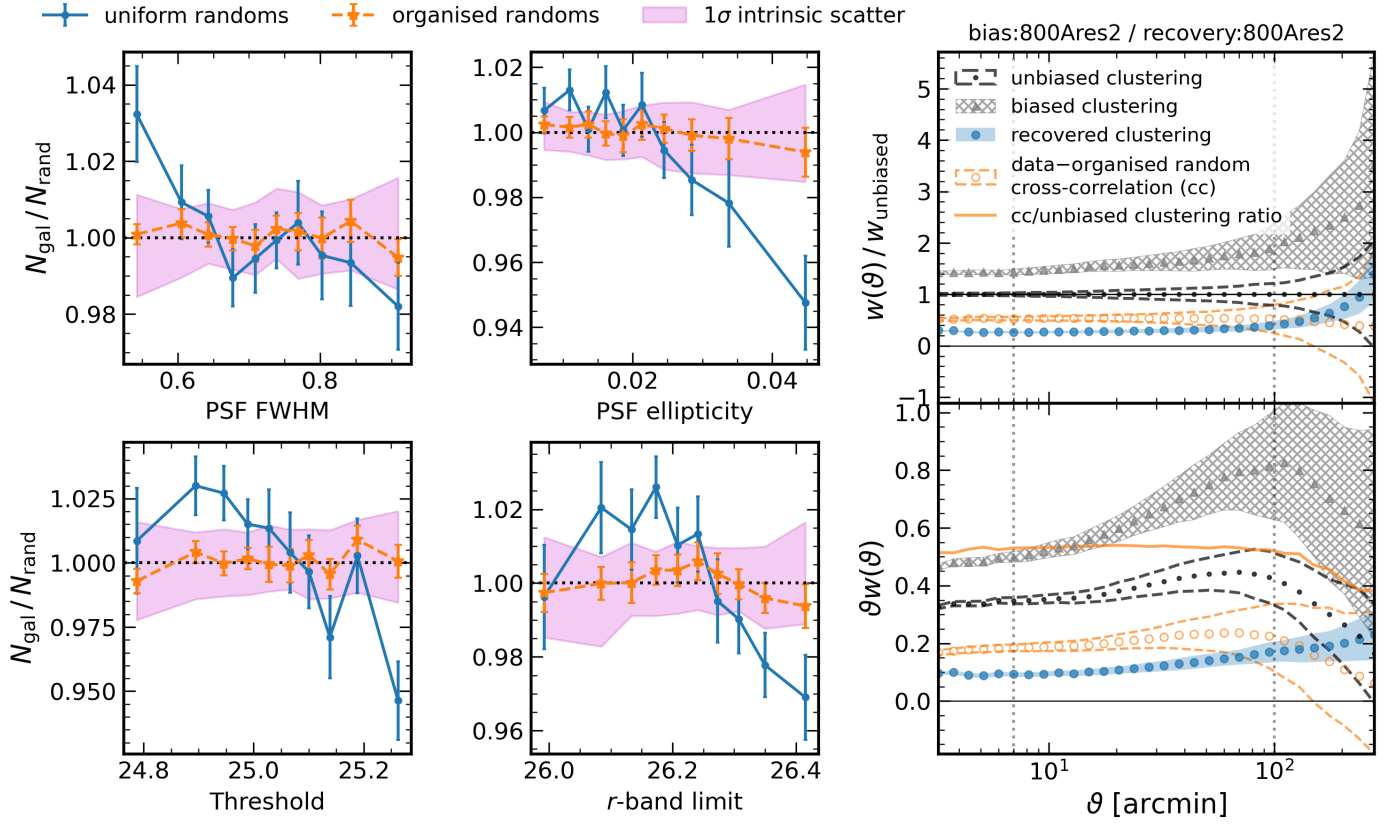 uniform randoms
organised randoms
1σ intrinsic scatter
N_gal / N_rand
1.04
1.02
1.00
0.98
0.6
0.8
PSF FWHM
1.02
1.00
0.98
0.96
0.94
0.02
0.04
PSF ellipticity
N_gal / N_rand
1.025
1.000
0.975
0.950
24.8
25.0
25.2
Threshold
1.02
1.00
0.98
0.96
26.0
26.2
26.4
r-band limit
bias:800Ares2 / recovery:800Ares2
w(ϑ) / w_unbiased
5
4
3
2
1
0
−1
unbiased clustering
biased clustering
recovered clustering
data−organised random
cross-correlation (cc)
cc/unbiased clustering ratio
ϑw(ϑ)
1.0
0.8
0.6
0.4
0.2
0.0
10¹
10²
ϑ [arcmin]